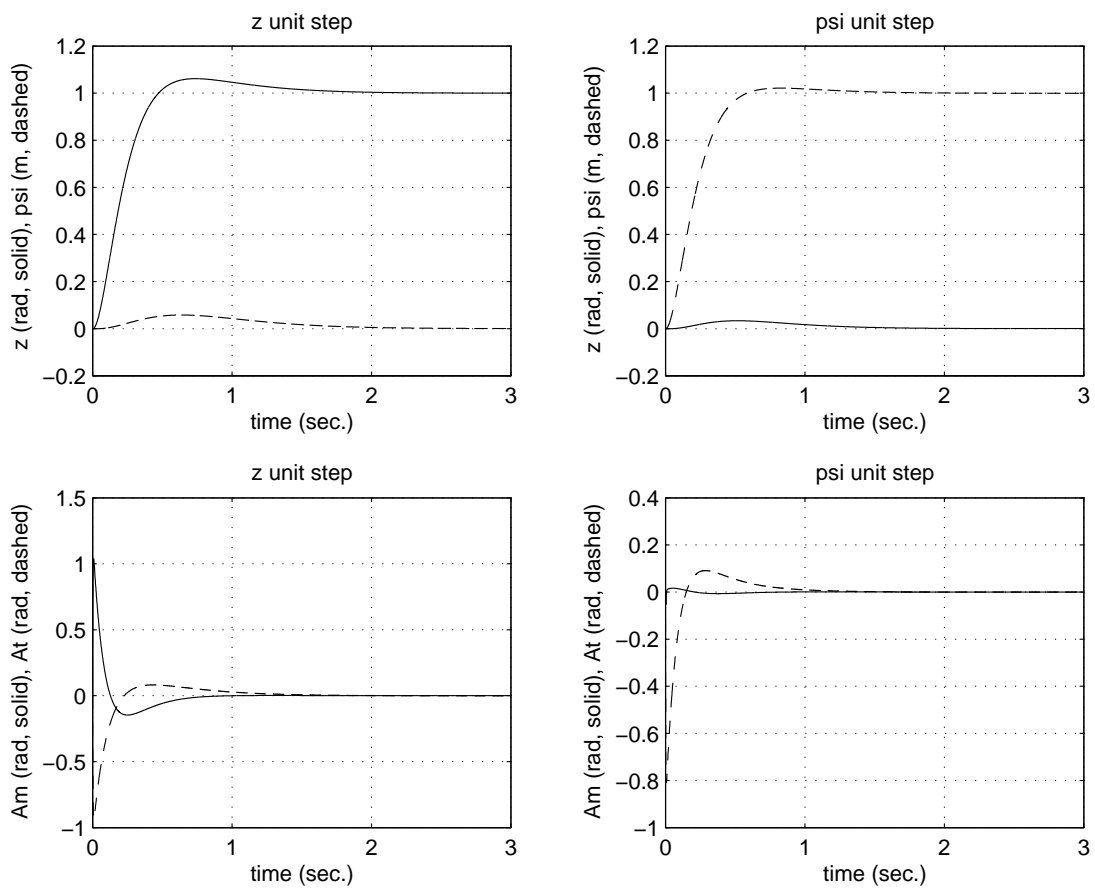 z unit step
1.2
1
0.8
0.6
0.4
0.2
0
−0.2
z (rad, solid), psi (m, dashed)
0 1 2 3
time (sec.)
psi unit step
1.2
1
0.8
0.6
0.4
0.2
0
−0.2
z (rad, solid), psi (m, dashed)
0 1 2 3
time (sec.)
z unit step
1.5
1
0.5
0
−0.5
−1
Am (rad, solid), At (rad, dashed)
0 1 2 3
time (sec.)
psi unit step
0.4
0.2
0
−0.2
−0.4
−0.6
−0.8
−1
Am (rad, solid), At (rad, dashed)
0 1 2 3
time (sec.)